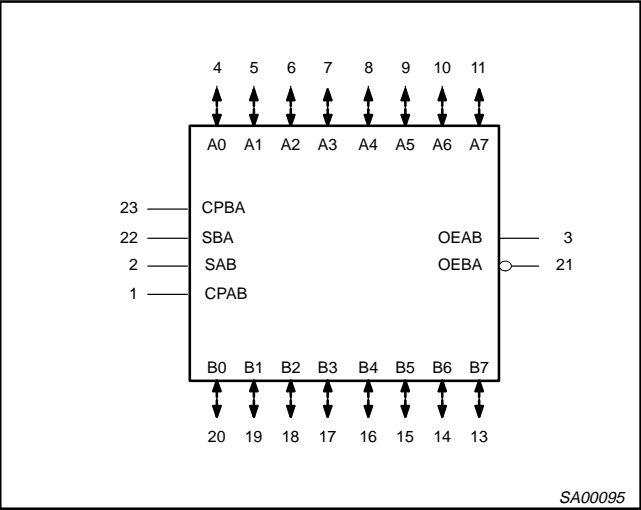 4 5 6 7 8 9 10 11
A0 A1 A2 A3 A4 A5 A6 A7
23 CPBA
22 SBA OEAB 3
2 SAB OEBA 21
1 CPAB
B0 B1 B2 B3 B4 B5 B6 B7
20 19 18 17 16 15 14 13
SA00095